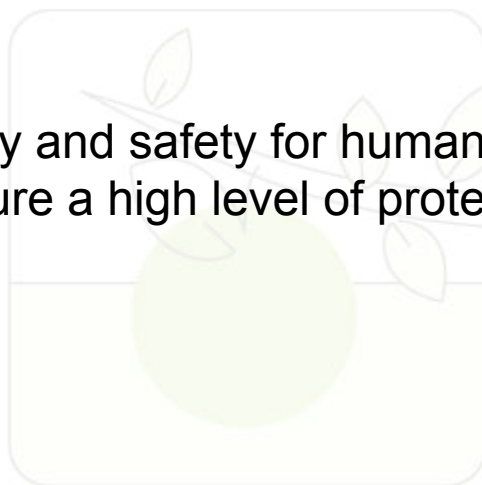 y and safety for human
ure a high level of prote